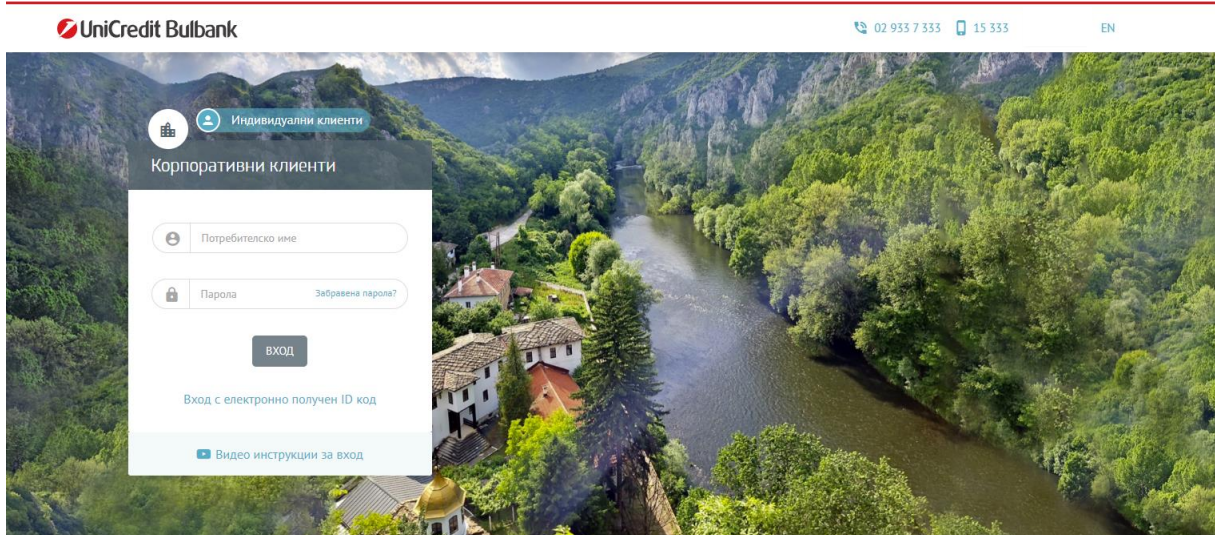 UniCredit Bulbank
02 933 7 333
15 333
EN
Индивидуални клиенти
Корпоративни клиенти
Потребителско име
Парола
Забравена парола?
ВХОД
Вход с електронно получен ID код
Видео инструкции за вход